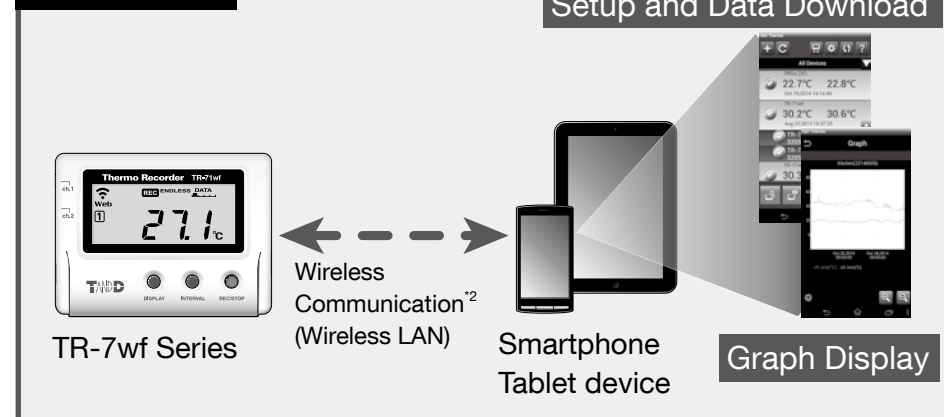 Setup and Data Download
All Devices
22.7°C 22.8°C
30.2°C 30.6°C
Graph
Thermo Recorder TR-71wf
ch.1
ch.2
REC ENDLESS DATA
Web
1
27.1 °C
TAND D
DISPLAY INTERVAL REC/STOP
TR-7wf Series
Wireless
Communication*2
(Wireless LAN)
Smartphone
Tablet device
Graph Display